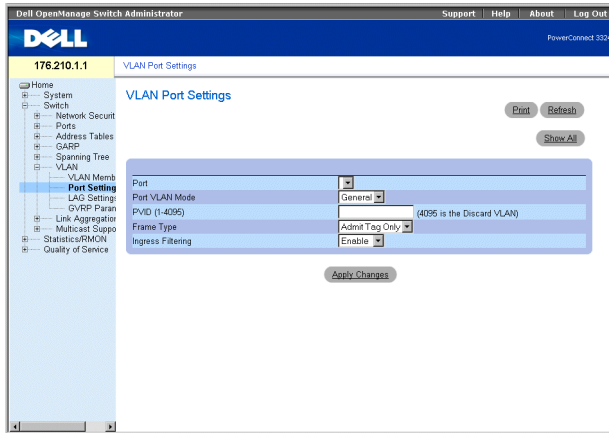 Dell OpenManage Switch Administrator
Support Help About Log Out
DELL
PowerConnect 3324
176.210.1.1
VLAN Port Settings
Home
System
Switch
Network Securit
Ports
Address Tables
GARP
Spanning Tree
VLAN
VLAN Memb
Port Setting
LAG Settings
GVRP Param
Link Aggregation
Multicast Suppo
Statistics/RMON
Quality of Service
VLAN Port Settings
Print Refresh
Show All
Port
Port VLAN Mode General
PVID (1-4095) (4095 is the Discard VLAN)
Frame Type Admit Tag Only
Ingress Filtering Enable
Apply Changes